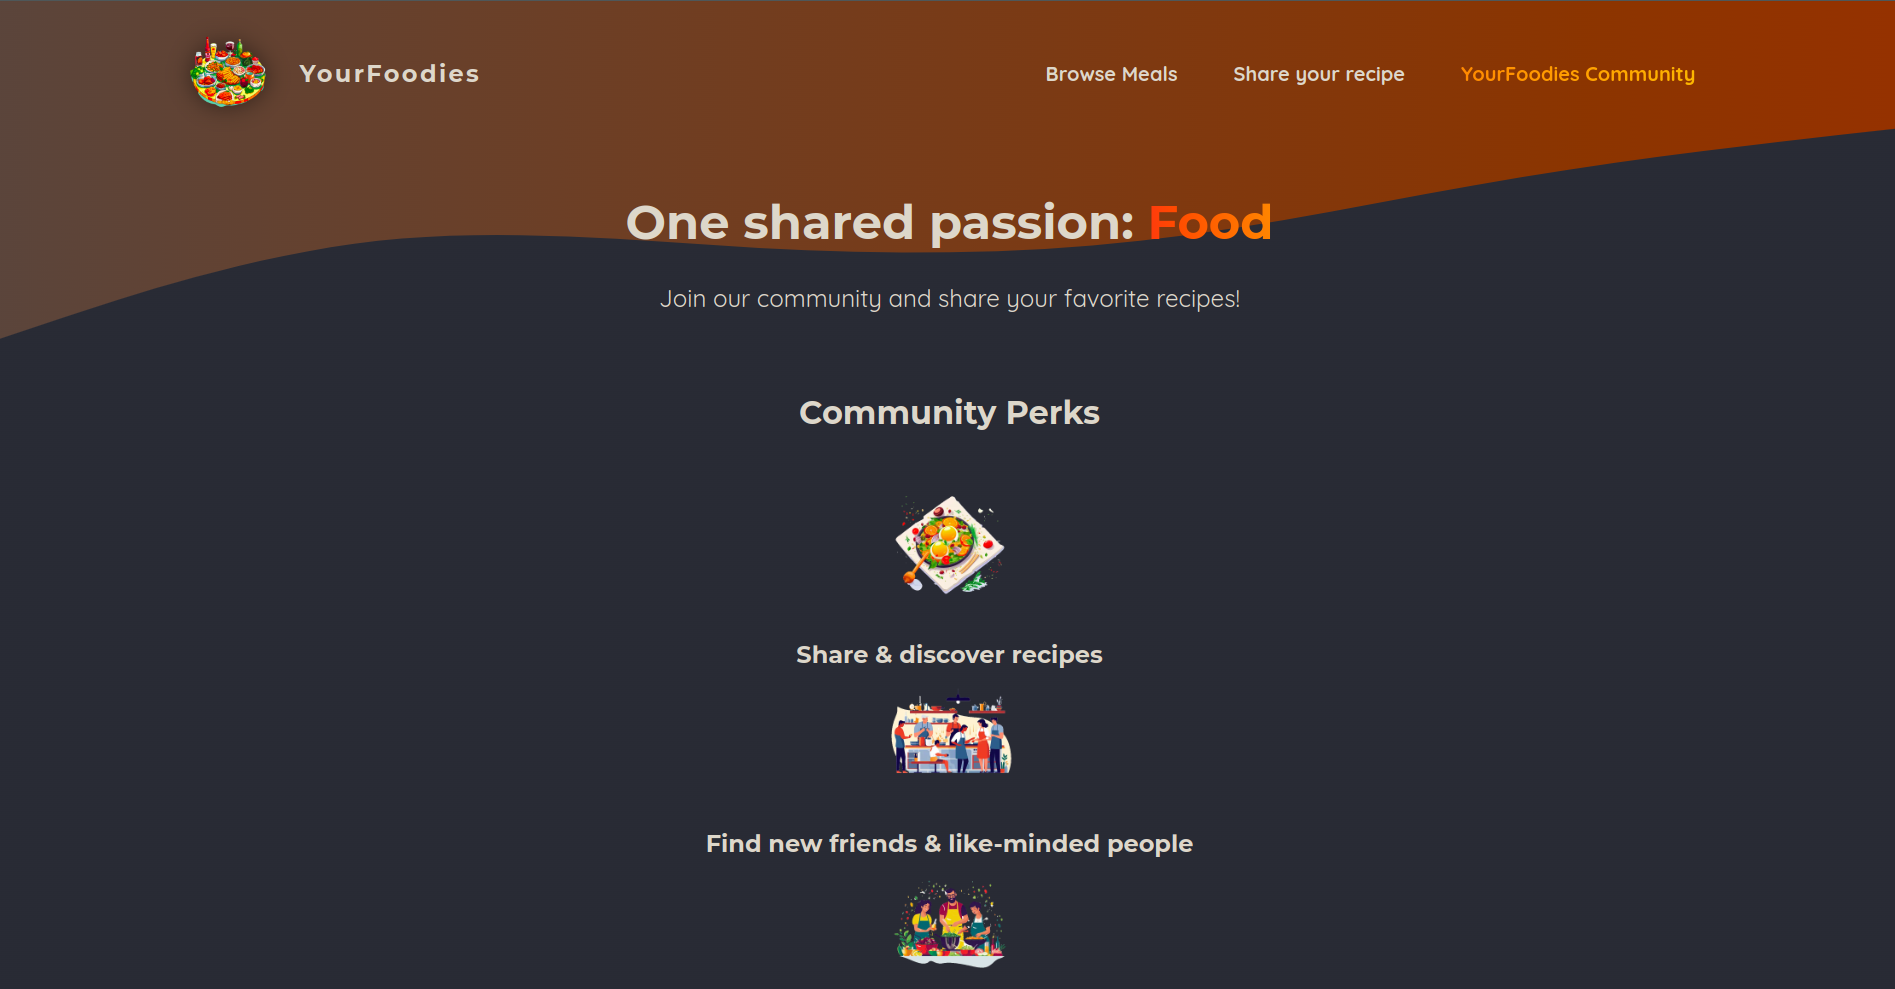 YourFoodies
Browse Meals
Share your recipe
YourFoodies Community
One shared passion: Food
Join our community and share your favorite recipes!
Community Perks
Share & discover recipes
Find new friends & like-minded people